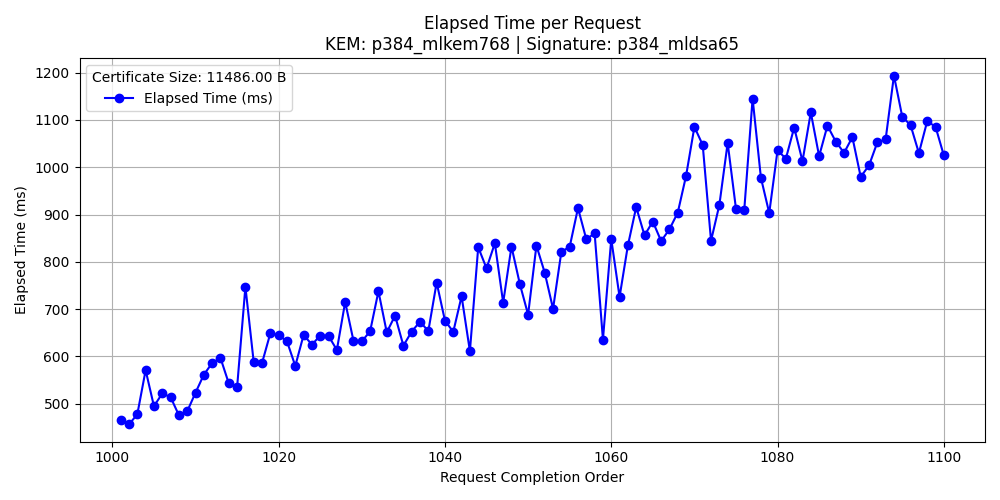 Elapsed Time per Request
KEM: p384_mlkem768 | Signature: p384_mldsa65
Certificate Size: 11486.00 B
Elapsed Time (ms)
Elapsed Time (ms)
1200
1100
1000
900
800
700
600
500
1000 1020 1040 1060 1080 1100
Request Completion Order